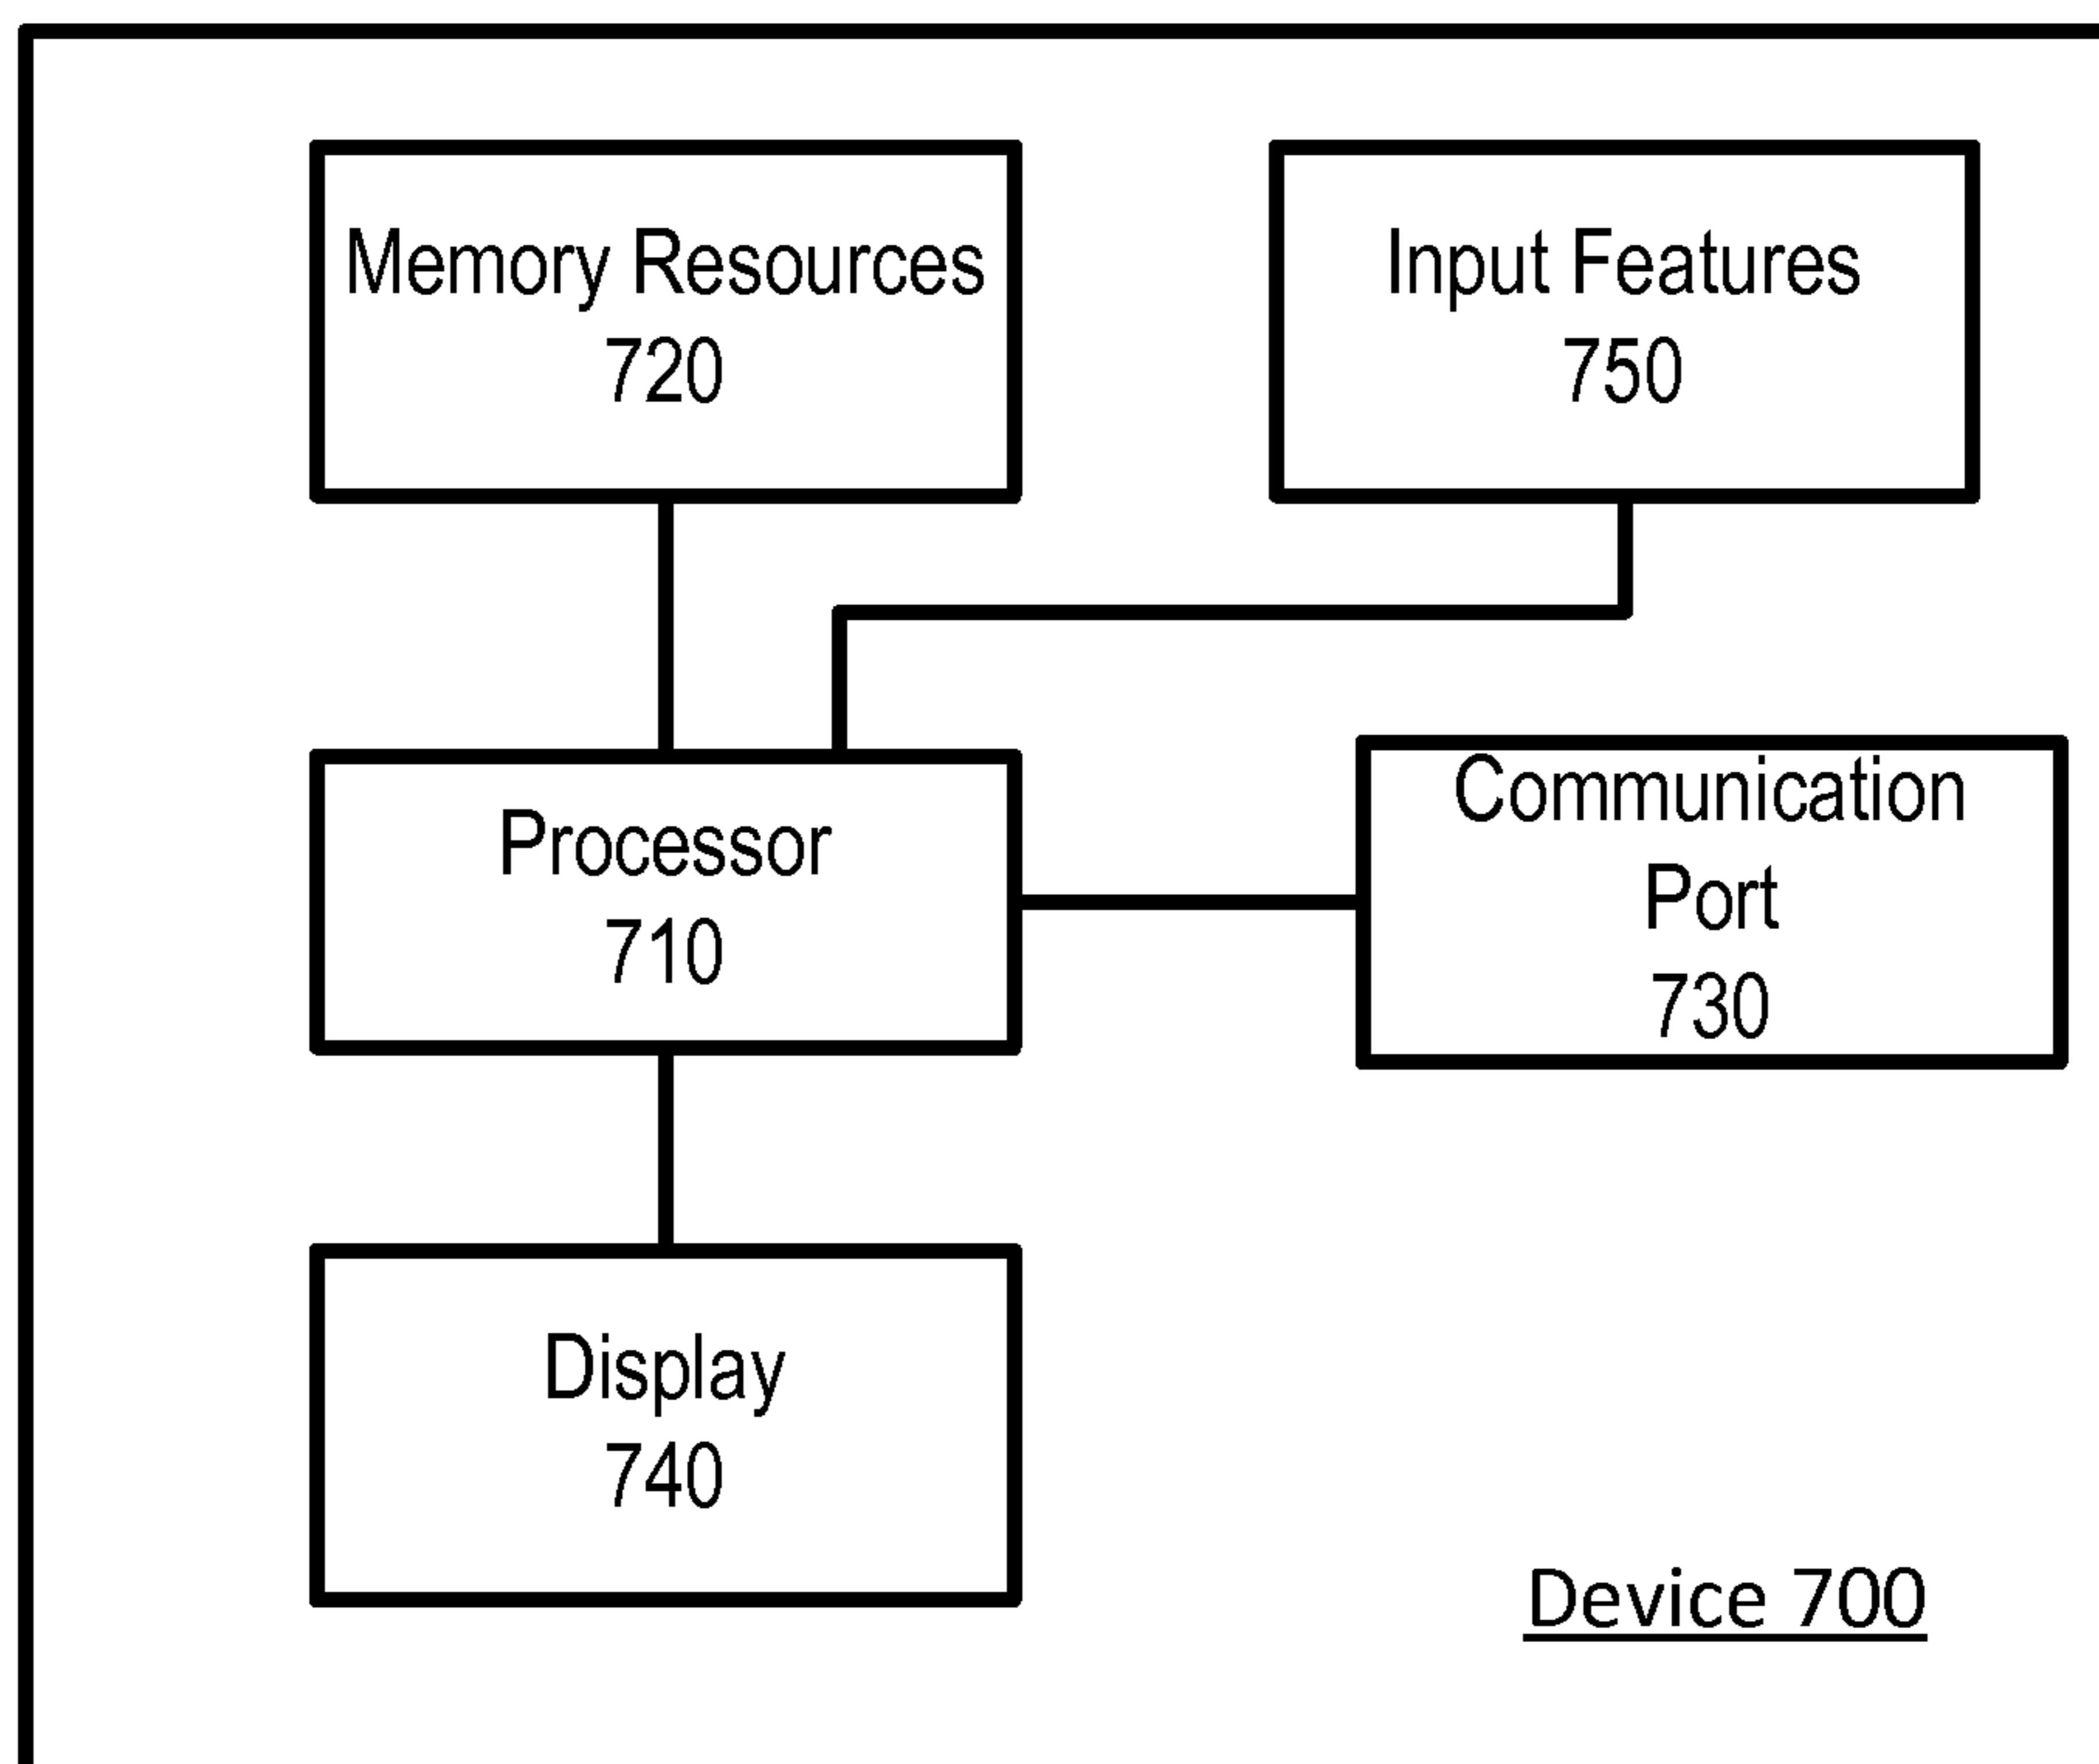 Memory Resources
720
Input Features
750
Processor
710
Communication
Port
730
Display
740
Device 700